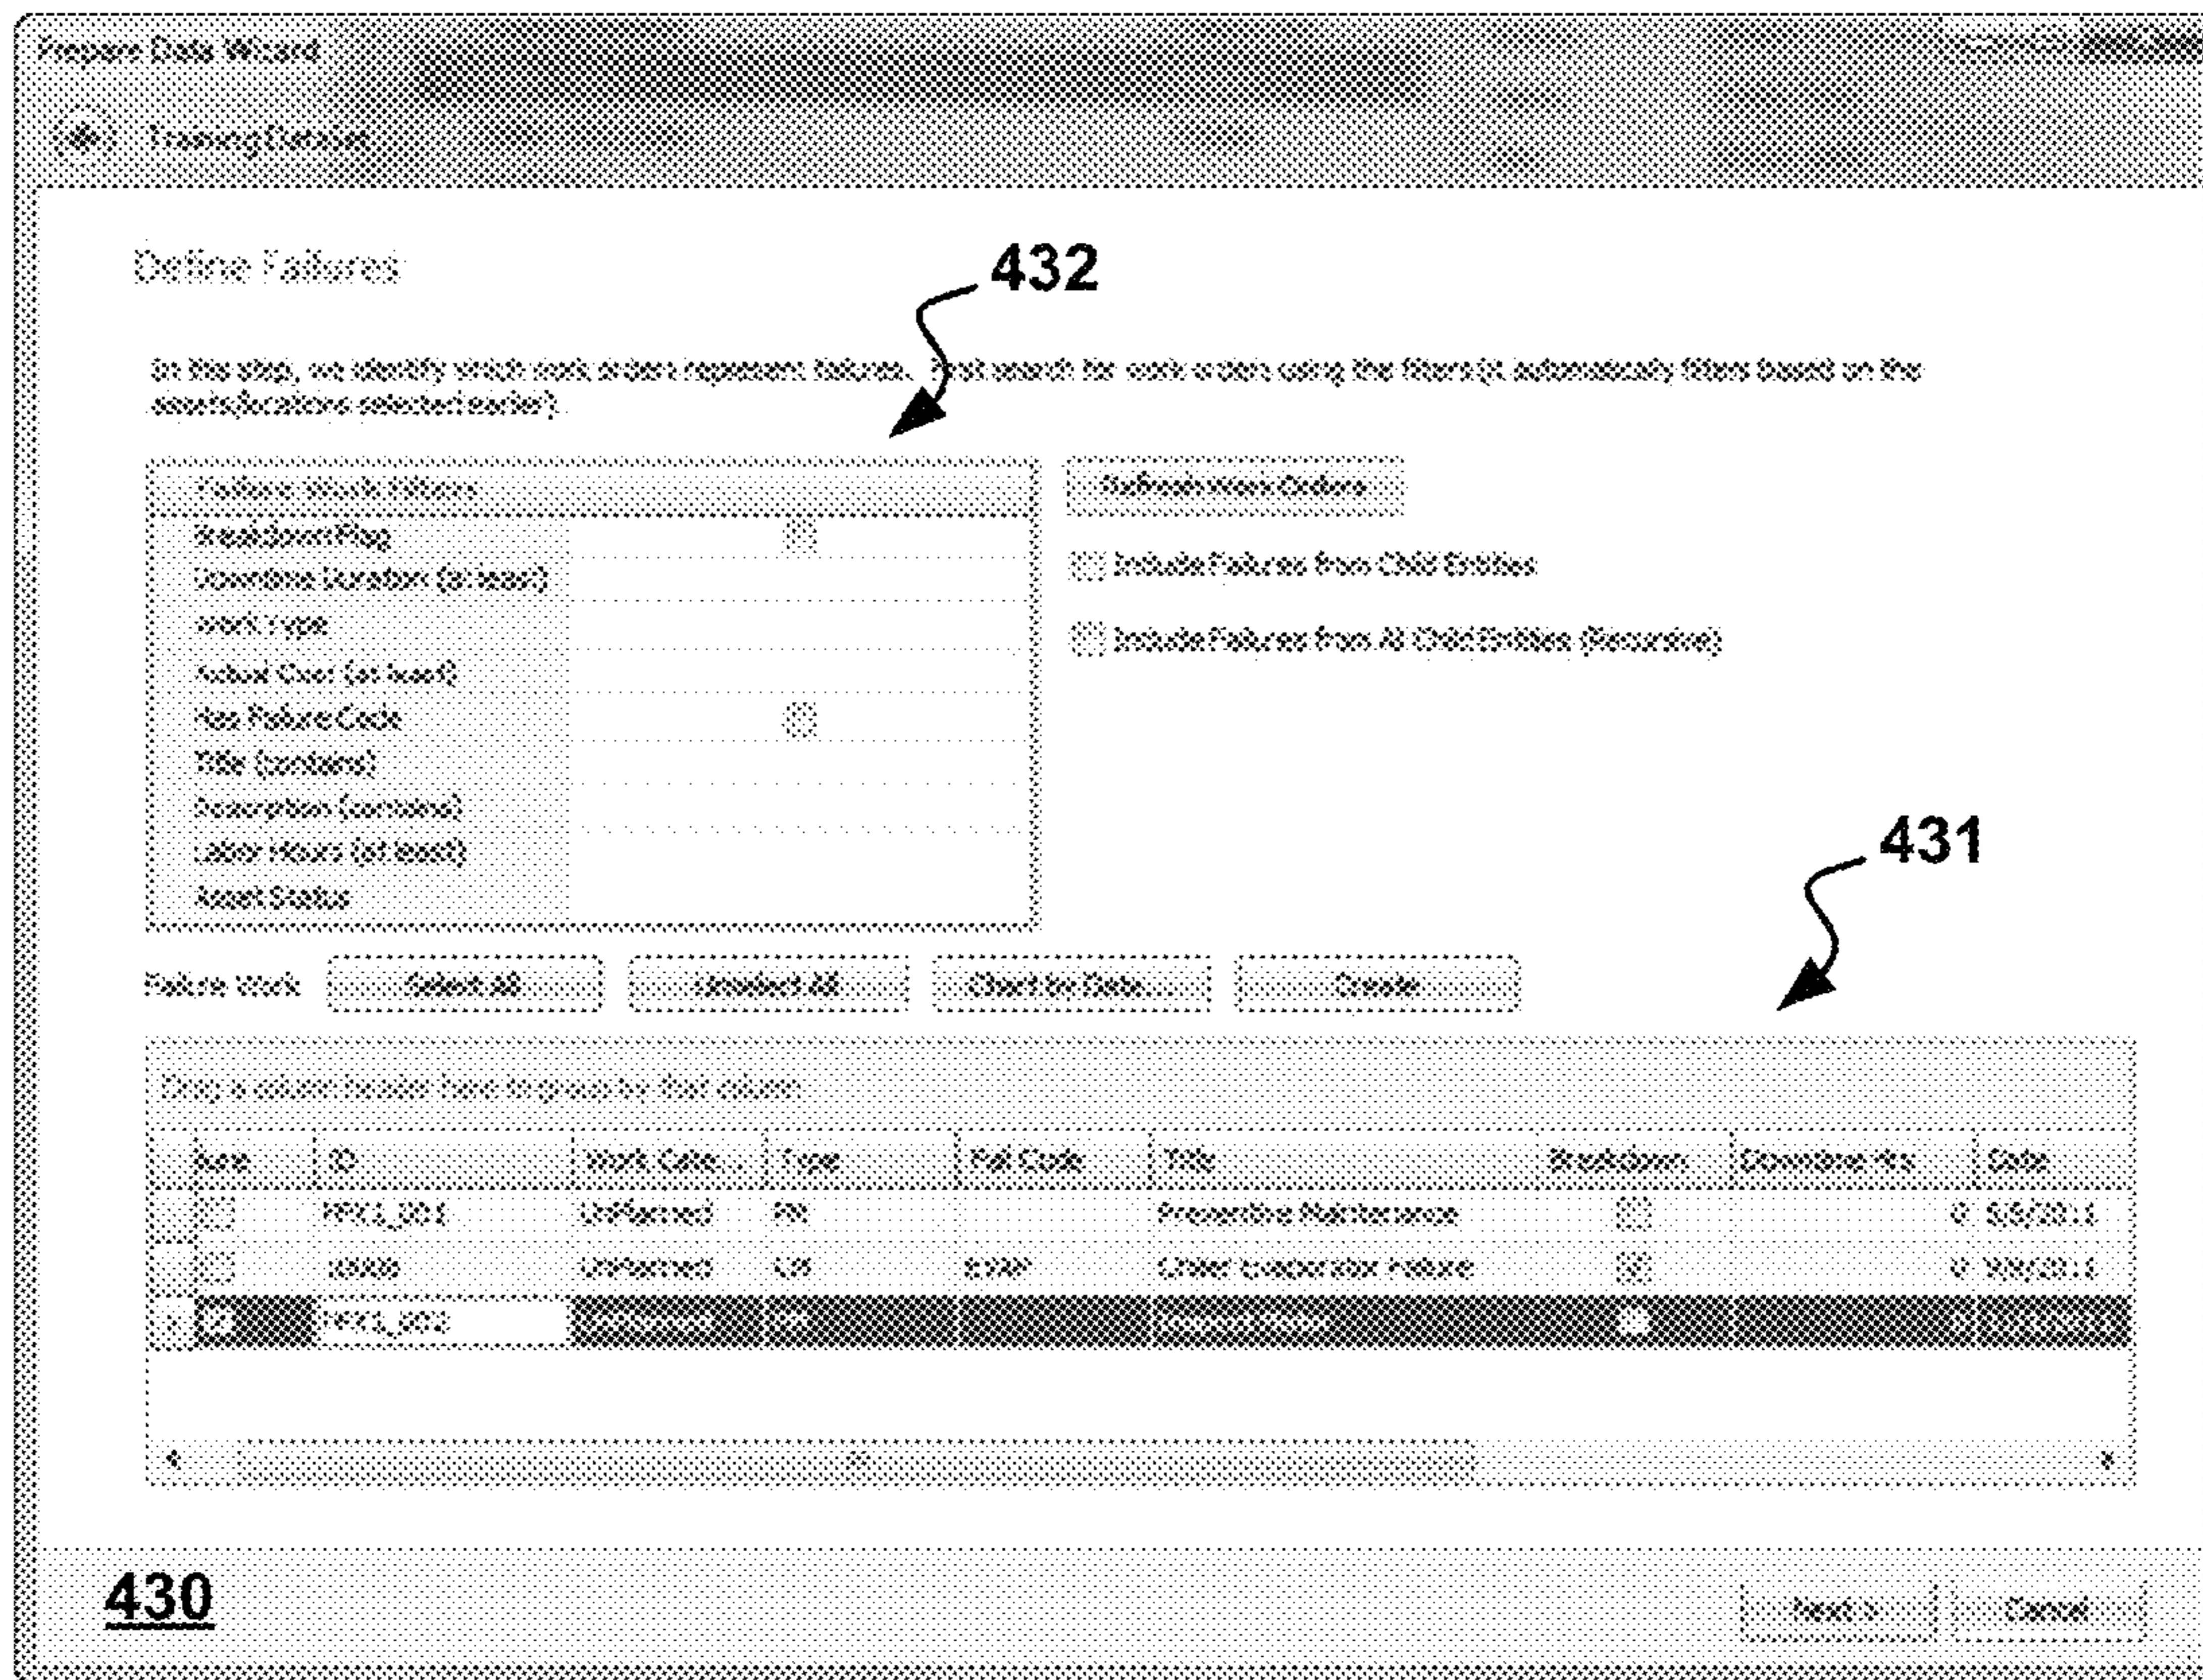 Prepare Data Wizard
Training Dataset
Define Failures
432
In this step, we identify which work orders represent failures. First search for work orders using the filters (it automatically filters based on the
assets/locations selected earlier).
Failure Work Filters
Refresh Work Orders
Breakdown Flag
Include Failures from Child Entities
Downtime Duration (at least)
Work Type
Include Failures from All Child Entities (Recursive)
Actual Cost (at least)
Has Failure Code
Title (contains)
Description (contains)
Labor Hours (at least)
Asset Status
431
Failure Work Select All Unselect All Chart by Date... Create
Drag a column header here to group by that column
ID Work Cate... Type Fail Code Title Breakdown Downtime Hrs Date
Unplanned PM Preventive Maintenance 0
Unplanned EVAP Chiller Evaporator Failure 0
430
Next > Cancel